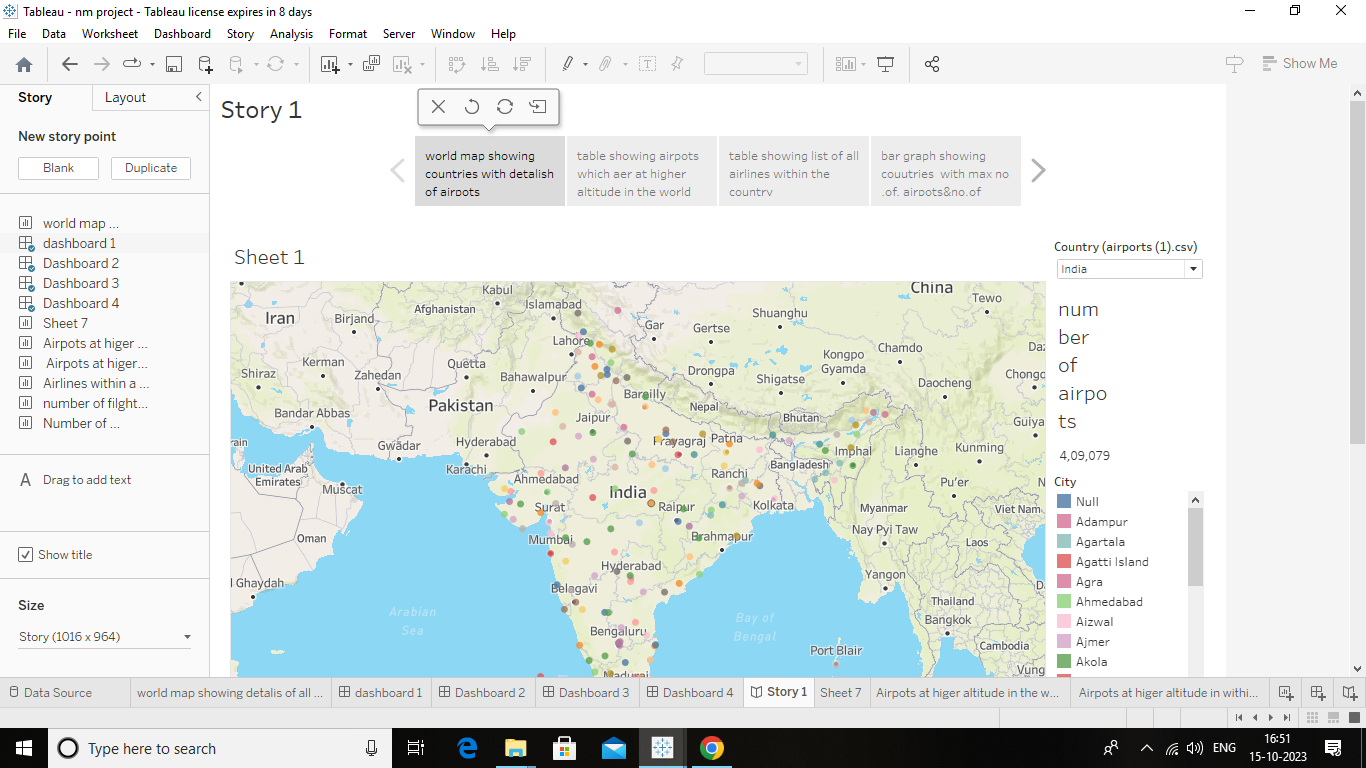 Tableau - nm project - Tableau license expires in 8 days
File Data Worksheet Dashboard Story Analysis Format Server Window Help
Show Me
Story Layout
New story point
Blank Duplicate
world map ...
dashboard 1
Dashboard 2
Dashboard 3
Dashboard 4
Sheet 7
Airpots at higer ...
Airpots at higer...
Airlines within a ...
number of filght...
Number of ...
A Drag to add text
Show title
Size
Story (1016 x 964)
Story 1
world map showing
countries with detalish
of airpots
table showing airpots
which aer at higher
altitude in the world
table showing list of all
airlines within the
country
bar graph showing
coutries with max no
.of. airpots&no.of
Sheet 1
Kabul
Islamabad
China
Tewo
Iran
Birjand
Afghanistan
Gar
Gertse
Shuanghu
Lahore
Chamdo
Kerman
Quetta
Kongpo
Gyamda
Shiraz
Zahedan
Bahawalpur
Drongpa
Shigatse
Daocheng
Bareilly
Nepal
Bandar Abbas
Pakistan
Jaipur
Bhutan
Guiya
Gwādar
Hyderabad
Prayagraj
Patna
Imphal
Lianghe
Kunming
Karachi
United Arab
Emirates
Ahmedabad
Ranchi
Bangladesh
Muscat
India
Pu'er
Surat
Raipur
Kolkata
Myanmar
Viet Nam
Oman
Mumbai
Brahmapur
Nay Pyi Taw
Laos
Hyderabad
l Ghaydah
Belagavi
Yangon
Arabian
Sea
Bay of
Bengal
Thailand
Bangkok
Bengaluru
Cambodia
Port Blair
Vung
Madurai
Country (airports (1).csv)
India
num
ber
of
airpo
ts
4,09,079
City
Null
Adampur
Agartala
Agatti Island
Agra
Ahmedabad
Aizwal
Ajmer
Akola
Data Source world map showing detalis of all ... dashboard 1 Dashboard 2 Dashboard 3 Dashboard 4 Story 1 Sheet 7 Airpots at higer altitude in the w... Airpots at higer altitude in withi...
Type here to search
ENG
16:51
15-10-2023